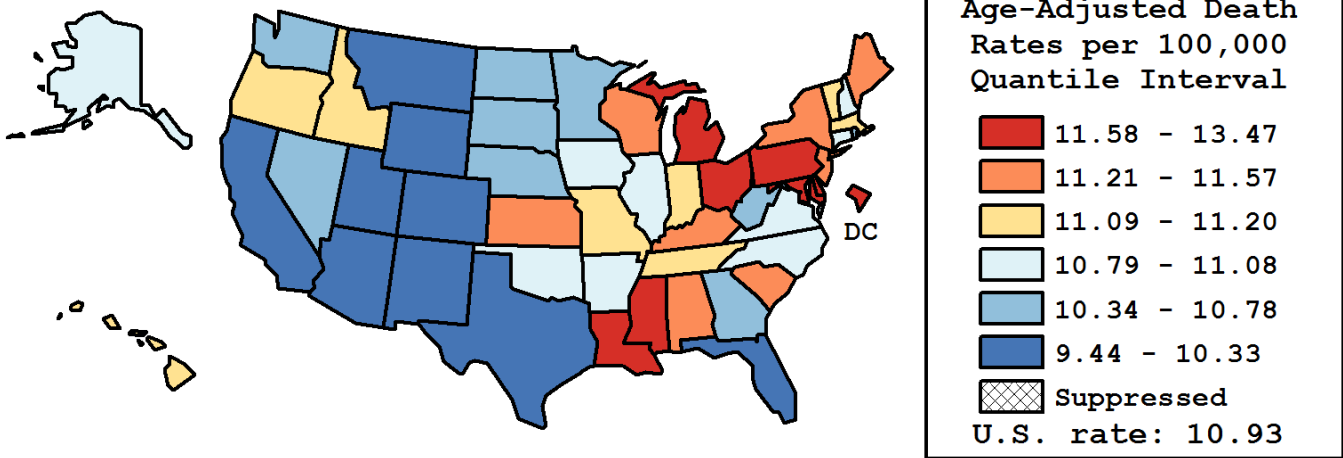 Age-Adjusted Death
Rates per 100,000
Quantile Interval
11.58 - 13.47
11.21 - 11.57
11.09 - 11.20
10.79 - 11.08
10.34 - 10.78
9.44 - 10.33
Suppressed
U.S. rate: 10.93
DC